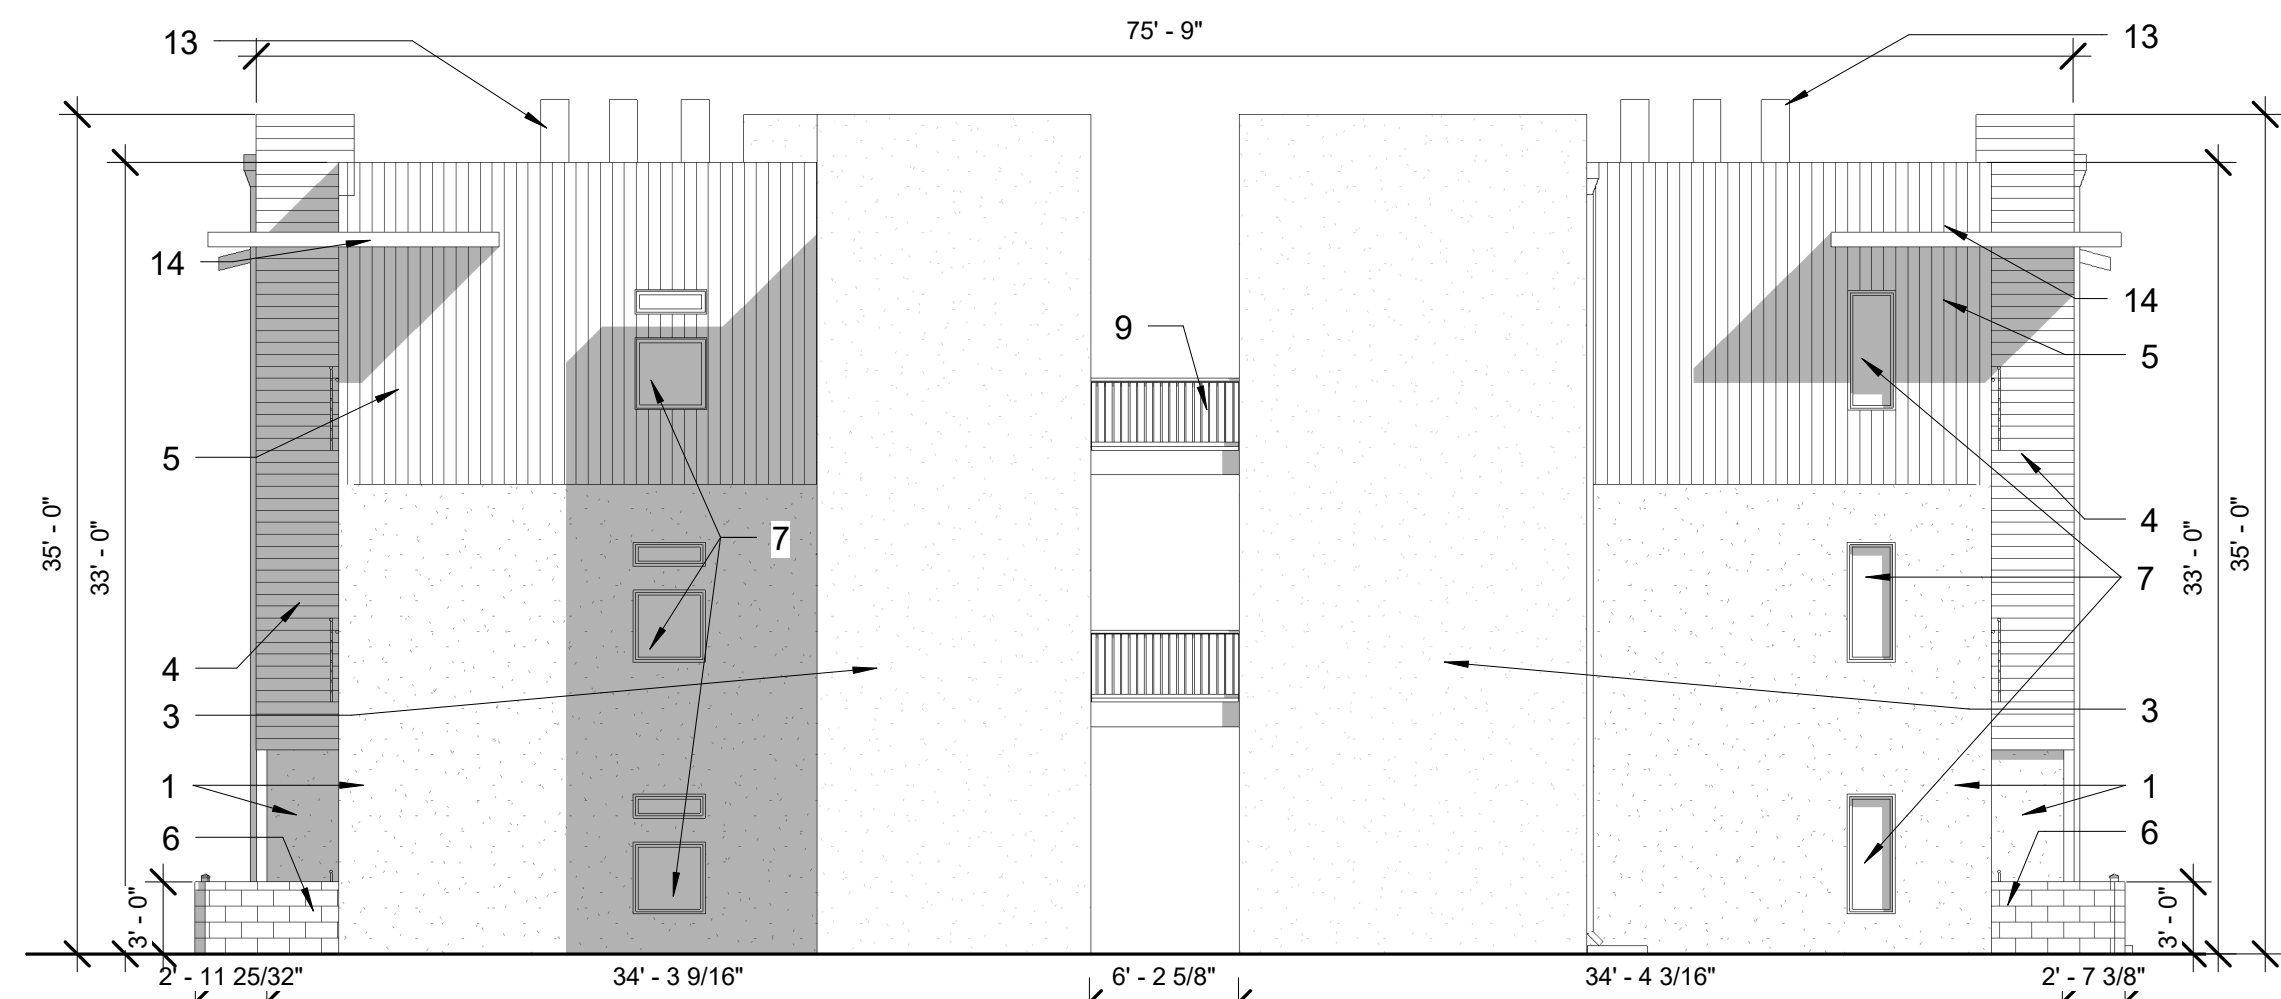 75' - 9"
13
13
14
14
9
5
5
35' - 0"
33' - 0"
7
4
7
33' - 0"
35' - 0"
4
3
3
1
1
6
6
3' - 0"
3' - 0"
2' - 11 25/32"
34' - 3 9/16"
6' - 2 5/8"
34' - 4 3/16"
2' - 7 3/8"